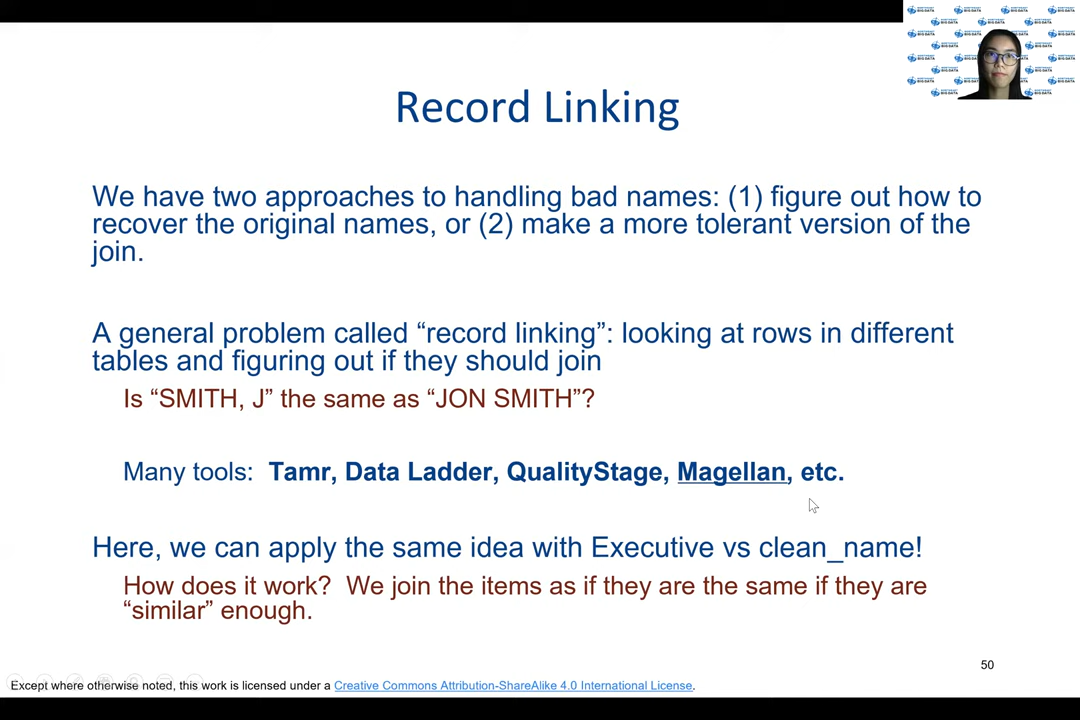 Record Linking
We have two approaches to handling bad names: (1) figure out how to
recover the original names, or (2) make a more tolerant version of the
join.
A general problem called “record linking”: looking at rows in different
tables and figuring out if they should join
Is “SMITH, J” the same as “JON SMITH”?
Many tools: Tamr, Data Ladder, QualityStage, Magellan, etc.
Here, we can apply the same idea with Executive vs clean_name!
How does it work? We join the items as if they are the same if they are
“similar” enough.
50
Except where otherwise noted, this work is licensed under a Creative Commons Attribution-ShareAlike 4.0 International License.